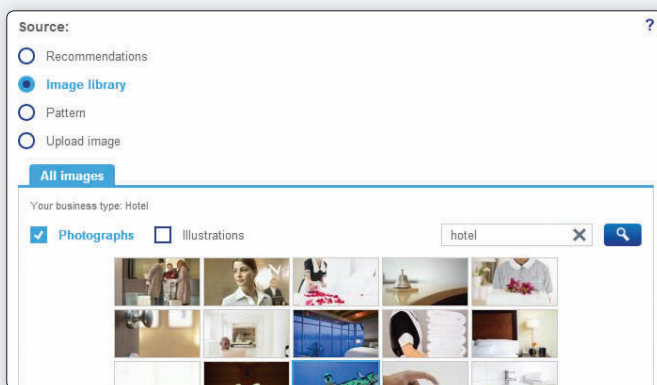 Source:
?
Recommendations
Image library
Pattern
Upload image
All images
Your business type: Hotel
Photographs Illustrations hotel